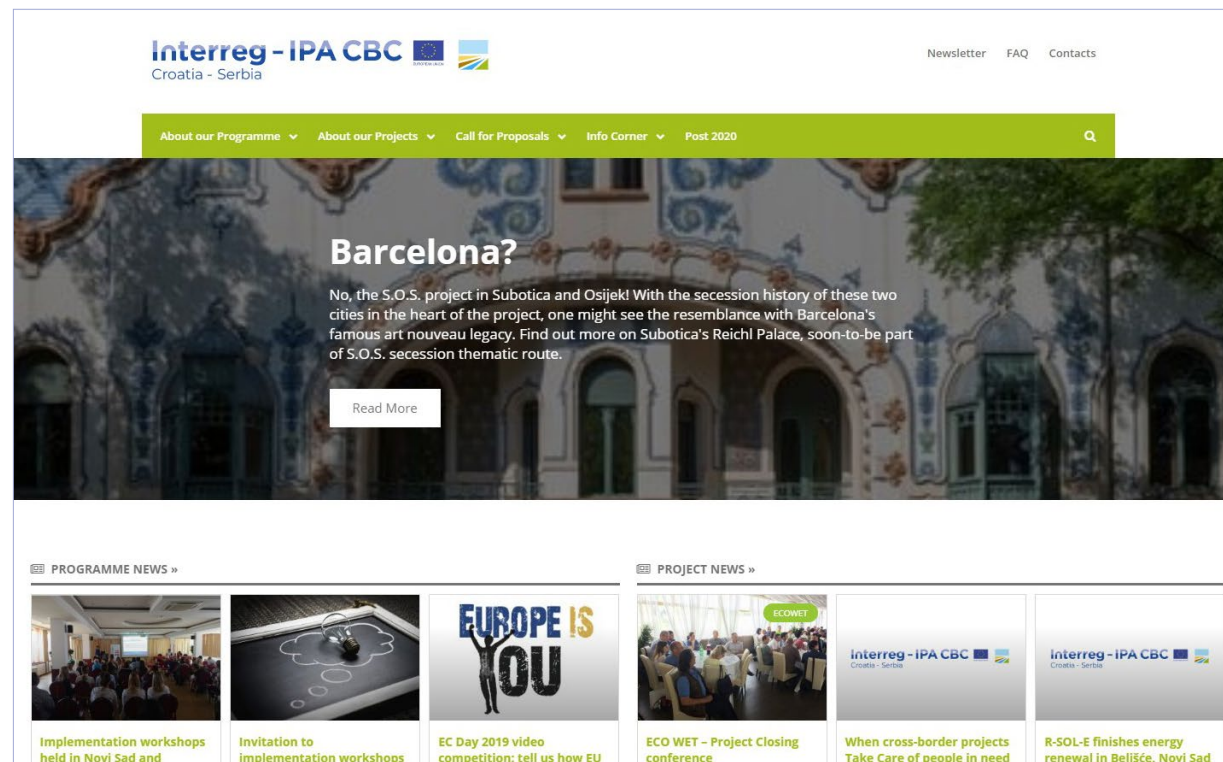 Interreg - IPA CBC
Croatia - Serbia
Newsletter FAQ Contacts
About our Programme About our Projects Call for Proposals Info Corner Post 2020
Barcelona?
No, the S.O.S. project in Subotica and Osijek! With the secession history of these two
cities in the heart of the project, one might see the resemblance with Barcelona's
famous art nouveau legacy. Find out more on Subotica's Reichl Palace, soon-to-be part
of S.O.S. secession thematic route.
Read More
PROGRAMME NEWS »
EUROPE IS
YOU
Implementation workshops
held in Novi Sad and
Invitation to
implementation workshops
EC Day 2019 video
competition: tell us how EU
PROJECT NEWS »
ECOWET
Interreg - IPA CBC
Croatia - Serbia
Interreg - IPA CBC
Croatia - Serbia
ECO WET – Project Closing
conference
When cross-border projects
Take Care of people in need
R-SOL-E finishes energy
renewal in Belišće, Novi Sad